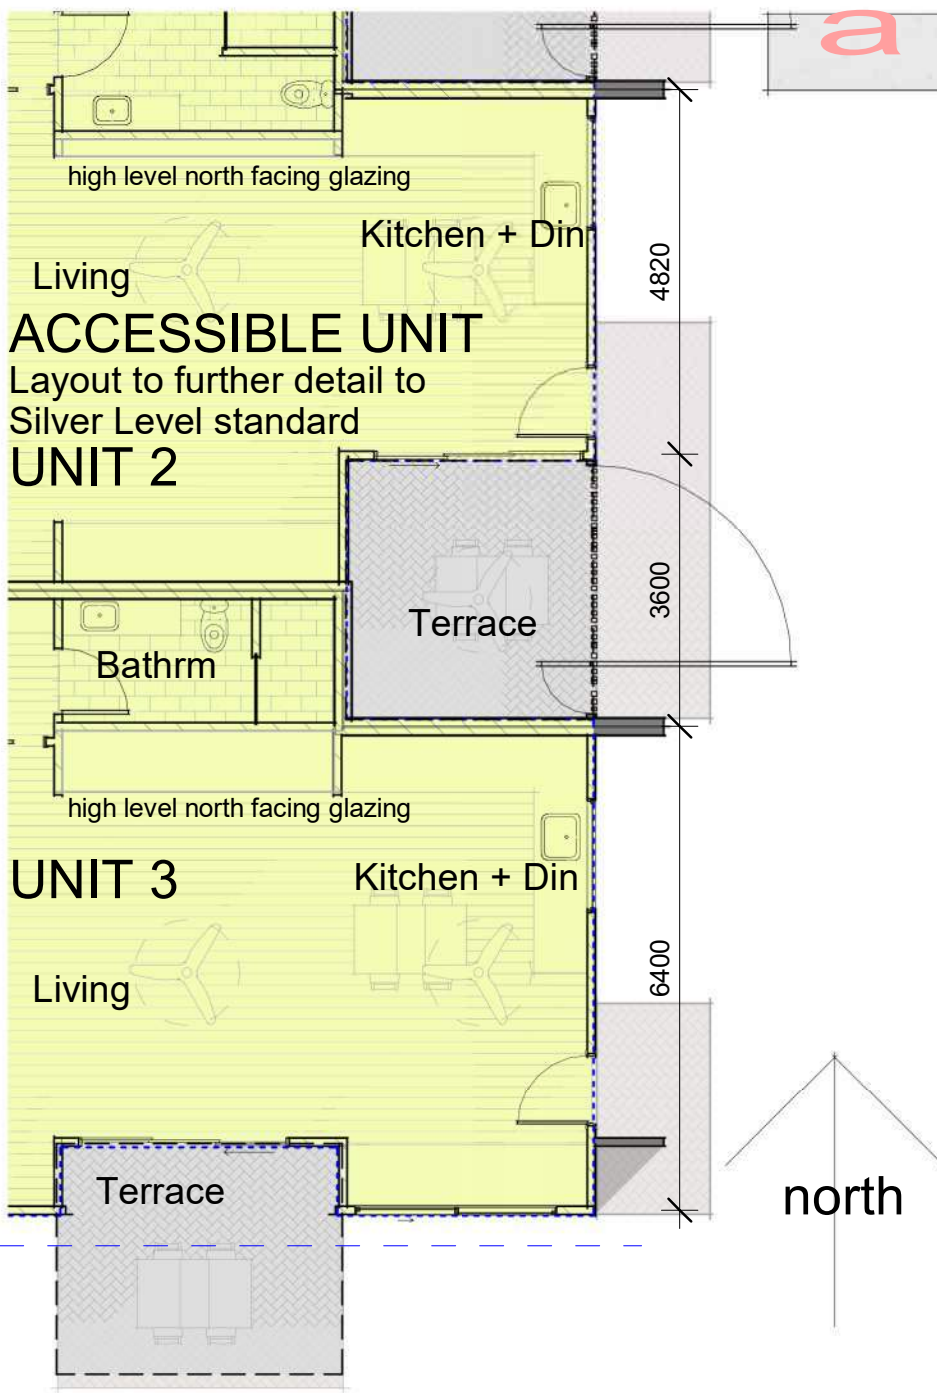 a
high level north facing glazing
Kitchen + Din
Living
4820
ACCESSIBLE UNIT
Layout to further detail to
Silver Level standard
UNIT 2
3600
Terrace
Bathrm
high level north facing glazing
UNIT 3
Kitchen + Din
6400
Living
Terrace
north